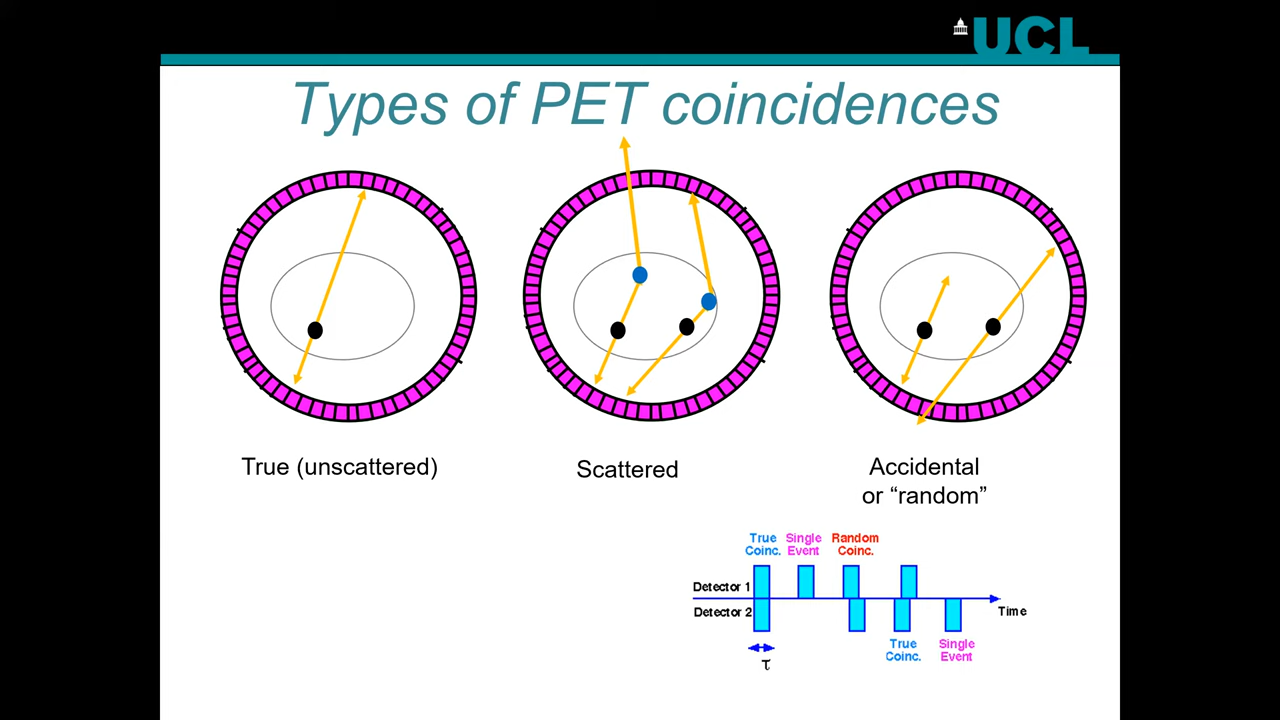 UCL
Types of PET coincidences
True (unscattered)
Scattered
Accidental
or “random”
True Single Random
Coinc. Event Coinc.
Detector 1
Detector 2
Time
True Single
Coinc. Event
τ